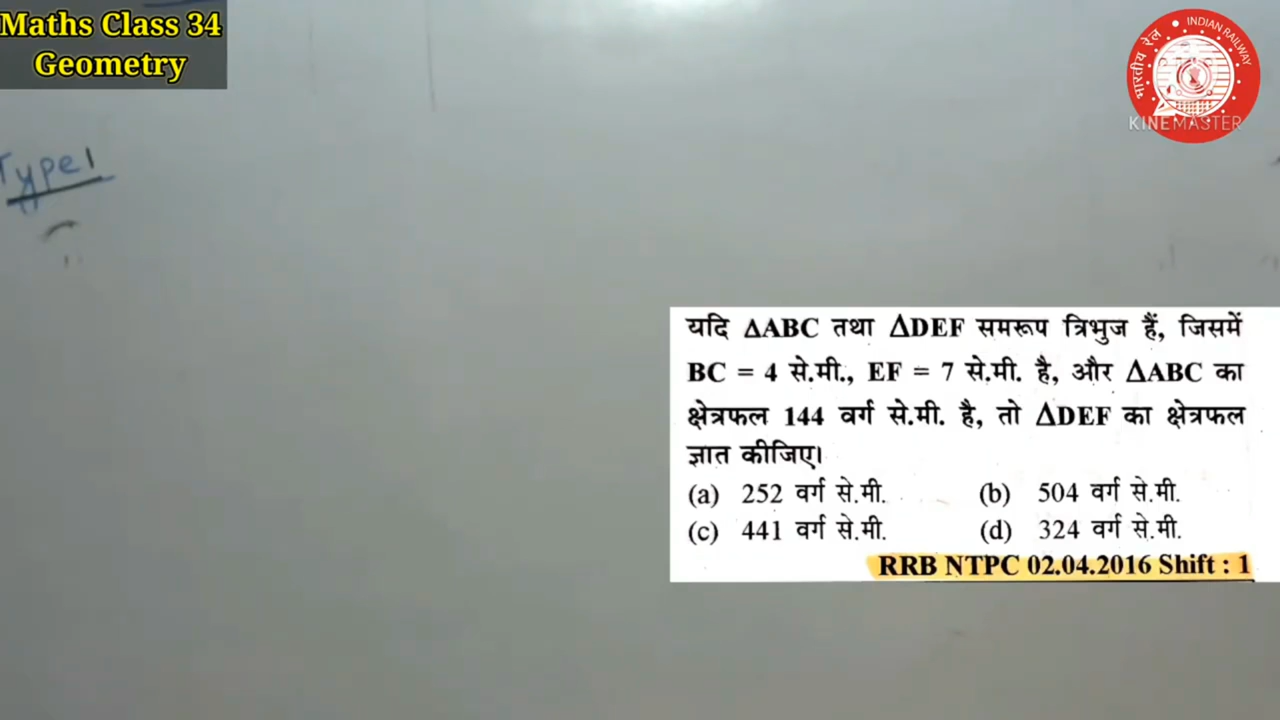 Maths Class 34
Geometry
भारतीय रेल
INDIAN RAILWAY
KINEMASTER
Type 1
यदि ΔABC तथा ΔDEF समरूप त्रिभुज हैं, जिसमें
BC = 4 से.मी., EF = 7 से.मी. है, और ΔABC का
क्षेत्रफल 144 वर्ग से.मी. है, तो ΔDEF का क्षेत्रफल
ज्ञात कीजिए।
(a) 252 वर्ग से.मी. (b) 504 वर्ग से.मी.
(c) 441 वर्ग से.मी. (d) 324 वर्ग से.मी.
RRB NTPC 02.04.2016 Shift : 1